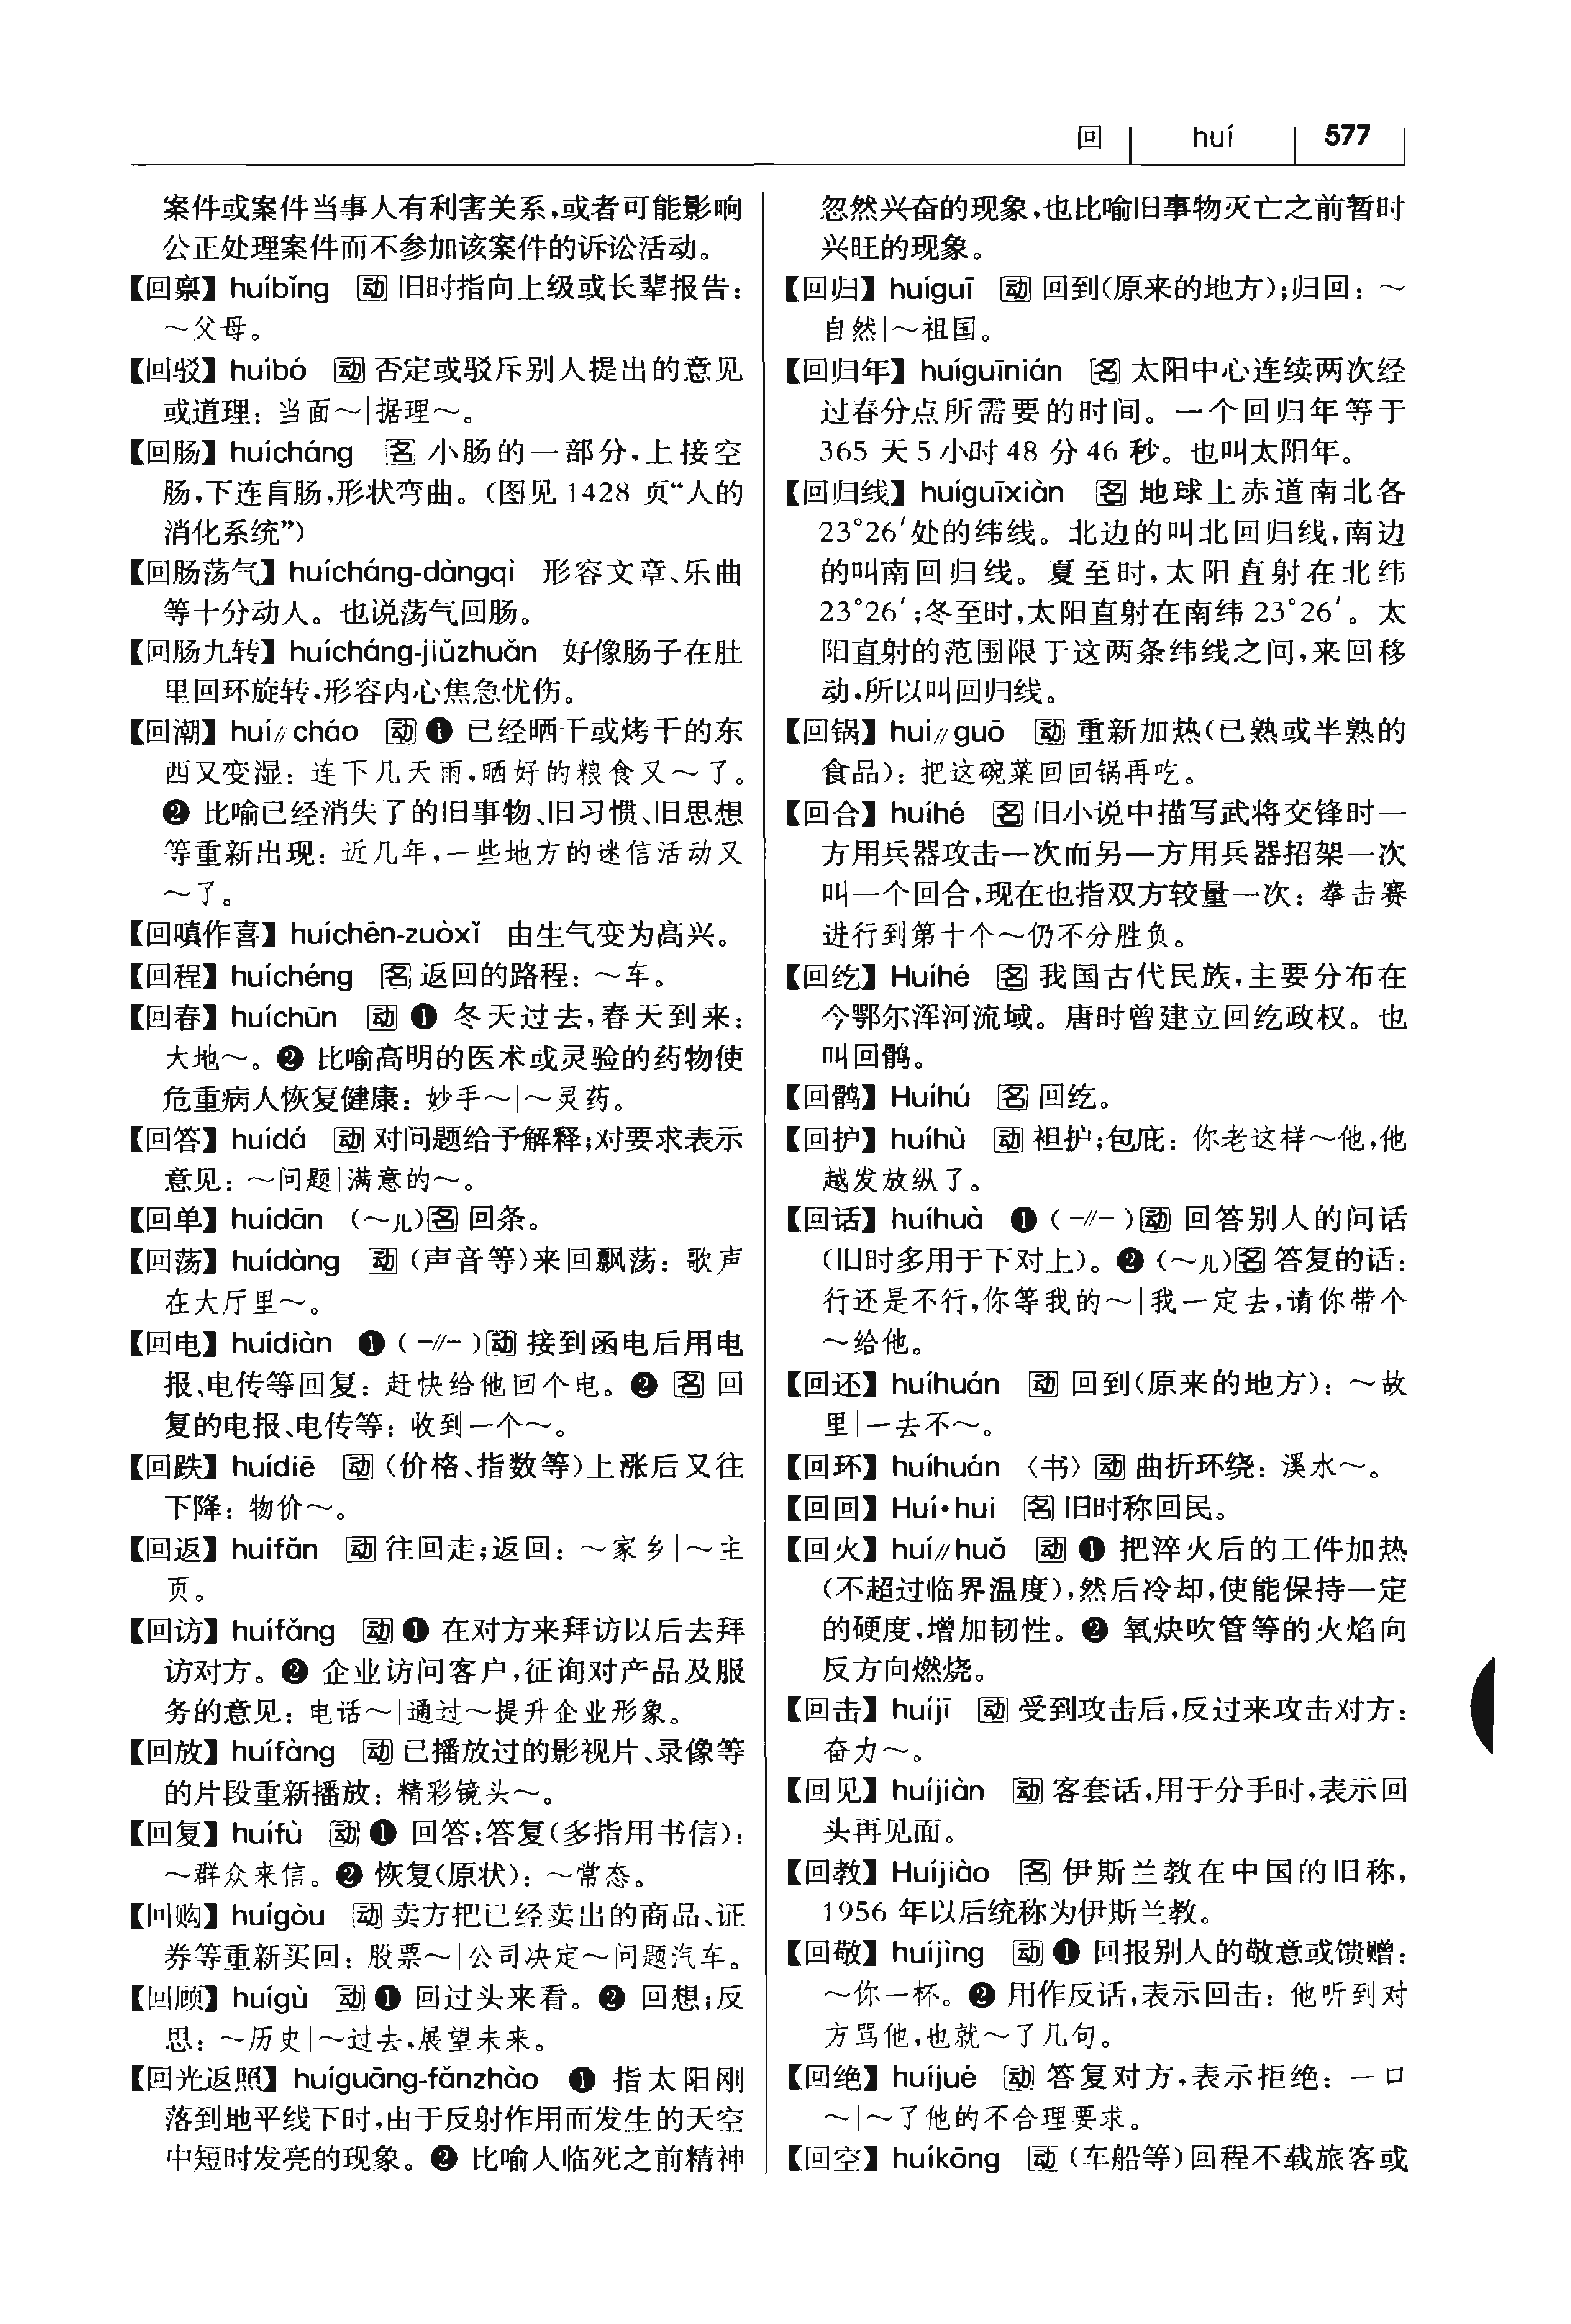 回 huí 577
案件或案件当事人有利害关系,或者可能影响
公正处理案件而不参加该案件的诉讼活动。
【回禀】huíbǐng 动 旧时指向上级或长辈报告：
～父母。
【回驳】huíbó 动 否定或驳斥别人提出的意见
或道理：当面～|据理～。
【回肠】huícháng 名 小肠的一部分,上接空
肠,下连盲肠,形状弯曲。(图见 1428 页“人的
消化系统”)
【回肠荡气】huícháng-dàngqì 形容文章、乐曲
等十分动人。也说荡气回肠。
【回肠九转】huícháng-jiǔzhuǎn 好像肠子在肚
里回环旋转,形容内心焦急忧伤。
【回潮】huí∥cháo 动 ❶ 已经晒干或烤干的东
西又变湿：连下几天雨,晒好的粮食又～了。
❷ 比喻已经消失了的旧事物、旧习惯、旧思想
等重新出现：近几年,一些地方的迷信活动又
～了。
【回嗔作喜】huíchēn-zuòxǐ 由生气变为高兴。
【回程】huíchéng 名 返回的路程：～车。
【回春】huíchūn 动 ❶ 冬天过去,春天到来：
大地～。❷ 比喻高明的医术或灵验的药物使
危重病人恢复健康：妙手～|～灵药。
【回答】huídá 动 对问题给予解释;对要求表示
意见：～问题|满意的～。
【回单】huídān (～儿)名 回条。
【回荡】huídàng 动 (声音等)来回飘荡：歌声
在大厅里～。
【回电】huídiàn ❶ (-∥-)动 接到函电后用电
报、电传等回复：赶快给他回个电。❷ 名 回
复的电报、电传等：收到一个～。
【回跌】huídiē 动 (价格、指数等)上涨后又往
下降：物价～。
【回返】huífǎn 动 往回走;返回：～家乡|～主
页。
【回访】huífǎng 动 ❶ 在对方来拜访以后去拜
访对方。❷ 企业访问客户,征询对产品及服
务的意见：电话～|通过～提升企业形象。
【回放】huífàng 动 已播放过的影视片、录像等
的片段重新播放：精彩镜头～。
【回复】huífù 动 ❶ 回答;答复(多指用书信)：
～群众来信。❷ 恢复(原状)：～常态。
【回购】huígòu 动 卖方把已经卖出的商品、证
券等重新买回：股票～|公司决定～问题汽车。
【回顾】huígù 动 ❶ 回过头来看。❷ 回想;反
思：～历史|～过去,展望未来。
【回光返照】huíguāng-fǎnzhào ❶ 指太阳刚
落到地平线下时,由于反射作用而发生的天空
中短时发亮的现象。❷ 比喻人临死之前精神
忽然兴奋的现象,也比喻旧事物灭亡之前暂时
兴旺的现象。
【回归】huíguī 动 回到(原来的地方);归回：～
自然|～祖国。
【回归年】huíguīnián 名 太阳中心连续两次经
过春分点所需要的时间。一个回归年等于
365 天 5 小时 48 分 46 秒。也叫太阳年。
【回归线】huíguīxiàn 名 地球上赤道南北各
23°26′处的纬线。北边的叫北回归线,南边
的叫南回归线。夏至时,太阳直射在北纬
23°26′;冬至时,太阳直射在南纬 23°26′。太
阳直射的范围限于这两条纬线之间,来回移
动,所以叫回归线。
【回锅】huí∥guō 动 重新加热(已熟或半熟的
食品)：把这碗菜回回锅再吃。
【回合】huíhé 名 旧小说中描写武将交锋时一
方用兵器攻击一次而另一方用兵器招架一次
叫一个回合,现在也指双方较量一次：拳击赛
进行到第十个～仍不分胜负。
【回纥】Huíhé 名 我国古代民族,主要分布在
今鄂尔浑河流域。唐时曾建立回纥政权。也
叫回鹘。
【回鹘】Huíhú 名 回纥。
【回护】huíhù 动 袒护;包庇：你老这样～他,他
越发放纵了。
【回话】huíhuà ❶ (-∥-)动 回答别人的问话
(旧时多用于下对上)。❷ (～儿)名 答复的话：
行还是不行,你等我的～|我一定去,请你带个
～给他。
【回还】huíhuán 动 回到(原来的地方)：～故
里|一去不～。
【回环】huíhuán 〈书〉动 曲折环绕：溪水～。
【回回】Huí·hui 名 旧时称回民。
【回火】huí∥huǒ 动 ❶ 把淬火后的工件加热
(不超过临界温度),然后冷却,使能保持一定
的硬度,增加韧性。❷ 氧炔吹管等的火焰向
反方向燃烧。
【回击】huíjī 动 受到攻击后,反过来攻击对方：
奋力～。
【回见】huíjiàn 动 客套话,用于分手时,表示回
头再见面。
【回教】Huíjiào 名 伊斯兰教在中国的旧称,
1956 年以后统称为伊斯兰教。
【回敬】huíjìng 动 ❶ 回报别人的敬意或馈赠：
～你一杯。❷ 用作反话,表示回击：他听到对
方骂他,也就～了几句。
【回绝】huíjué 动 答复对方,表示拒绝：一口
～|～了他的不合理要求。
【回空】huíkōng 动 (车船等)回程不载旅客或